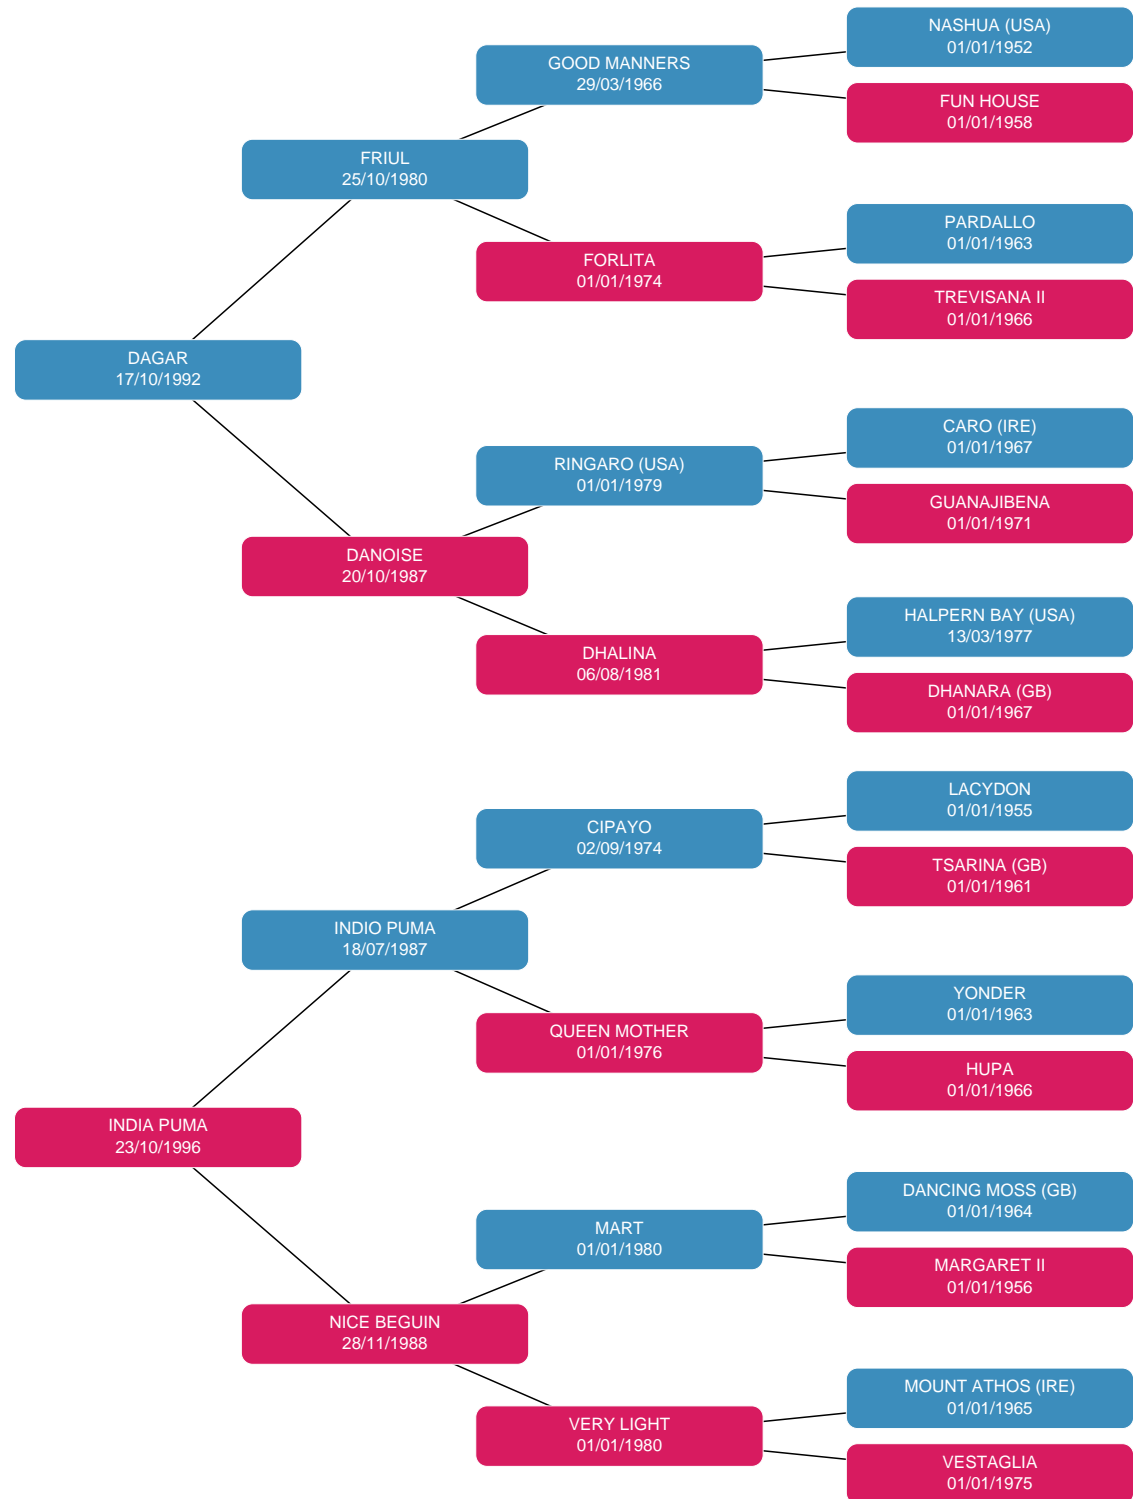 NASHUA (USA)
01/01/1952
GOOD MANNERS
29/03/1966
FUN HOUSE
01/01/1958
FRIUL
25/10/1980
PARDALLO
01/01/1963
FORLITA
01/01/1974
TREVISANA II
01/01/1966
DAGAR
17/10/1992
CARO (IRE)
01/01/1967
RINGARO (USA)
01/01/1979
GUANAJIBENA
01/01/1971
DANOISE
20/10/1987
HALPERN BAY (USA)
13/03/1977
DHALINA
06/08/1981
DHANARA (GB)
01/01/1967
LACYDON
01/01/1955
CIPAYO
02/09/1974
TSARINA (GB)
01/01/1961
INDIO PUMA
18/07/1987
YONDER
01/01/1963
QUEEN MOTHER
01/01/1976
HUPA
01/01/1966
INDIA PUMA
23/10/1996
DANCING MOSS (GB)
01/01/1964
MART
01/01/1980
MARGARET II
01/01/1956
NICE BEGUIN
28/11/1988
MOUNT ATHOS (IRE)
01/01/1965
VERY LIGHT
01/01/1980
VESTAGLIA
01/01/1975